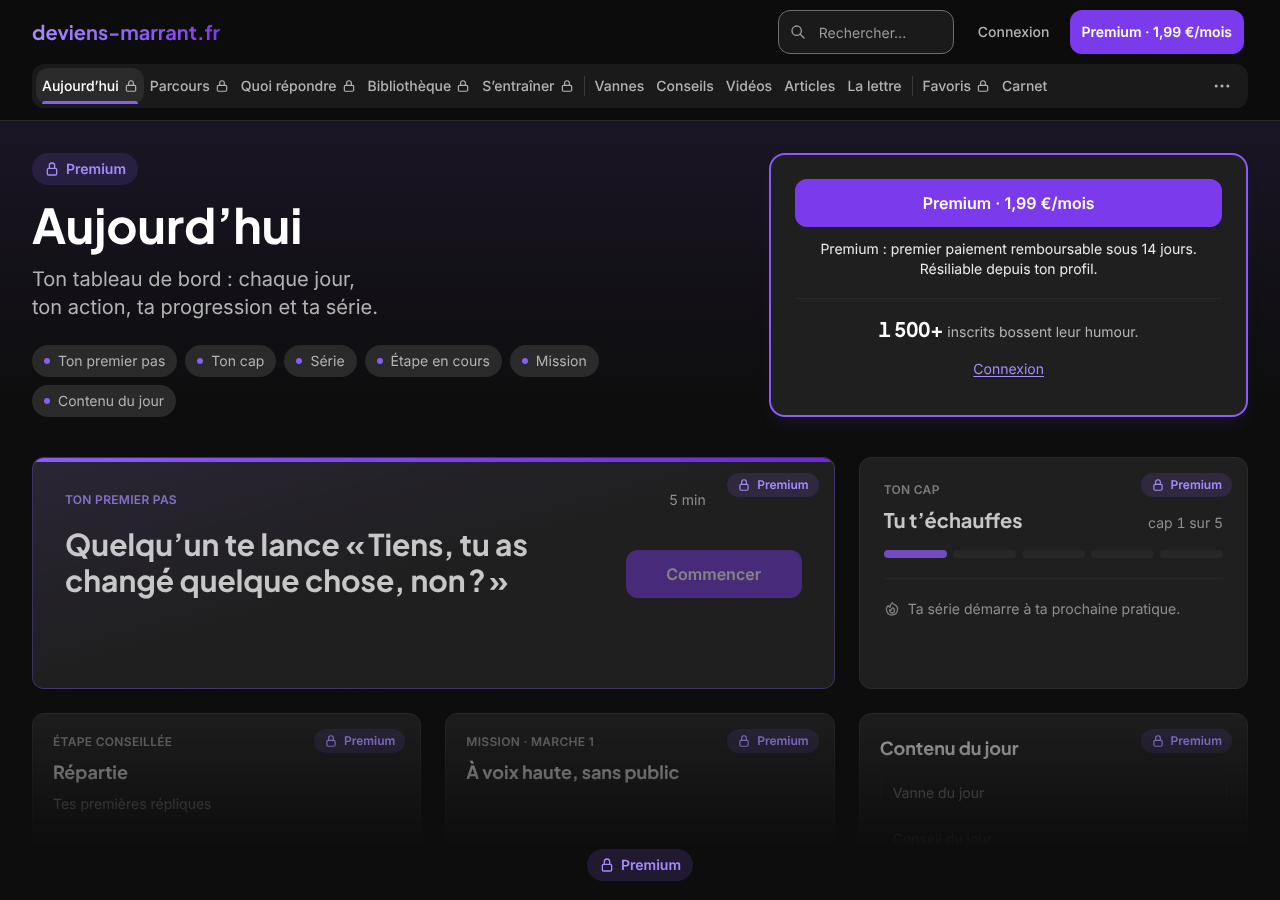 deviens-marrant.fr
Rechercher...
Connexion
Premium · 1,99 €/mois
Aujourd’hui
Parcours
Quoi répondre
Bibliothèque
S’entraîner
Vannes
Conseils
Vidéos
Articles
La lettre
Favoris
Carnet
Premium
Aujourd’hui
Ton tableau de bord : chaque jour,
ton action, ta progression et ta série.
Ton premier pas
Ton cap
Série
Étape en cours
Mission
Contenu du jour
Premium · 1,99 €/mois
Premium : premier paiement remboursable sous 14 jours.
Résiliable depuis ton profil.
1 500+ inscrits bossent leur humour.
Connexion
TON PREMIER PAS
5 min
Premium
Quelqu’un te lance « Tiens, tu as
changé quelque chose, non ? »
Commencer
TON CAP
Premium
Tu t’échauffes
cap 1 sur 5
Ta série démarre à ta prochaine pratique.
ÉTAPE CONSEILLÉE
Premium
Répartie
Tes premières répliques
MISSION · MARCHE 1
Premium
À voix haute, sans public
Contenu du jour
Premium
Vanne du jour
Conseil du jour
Premium